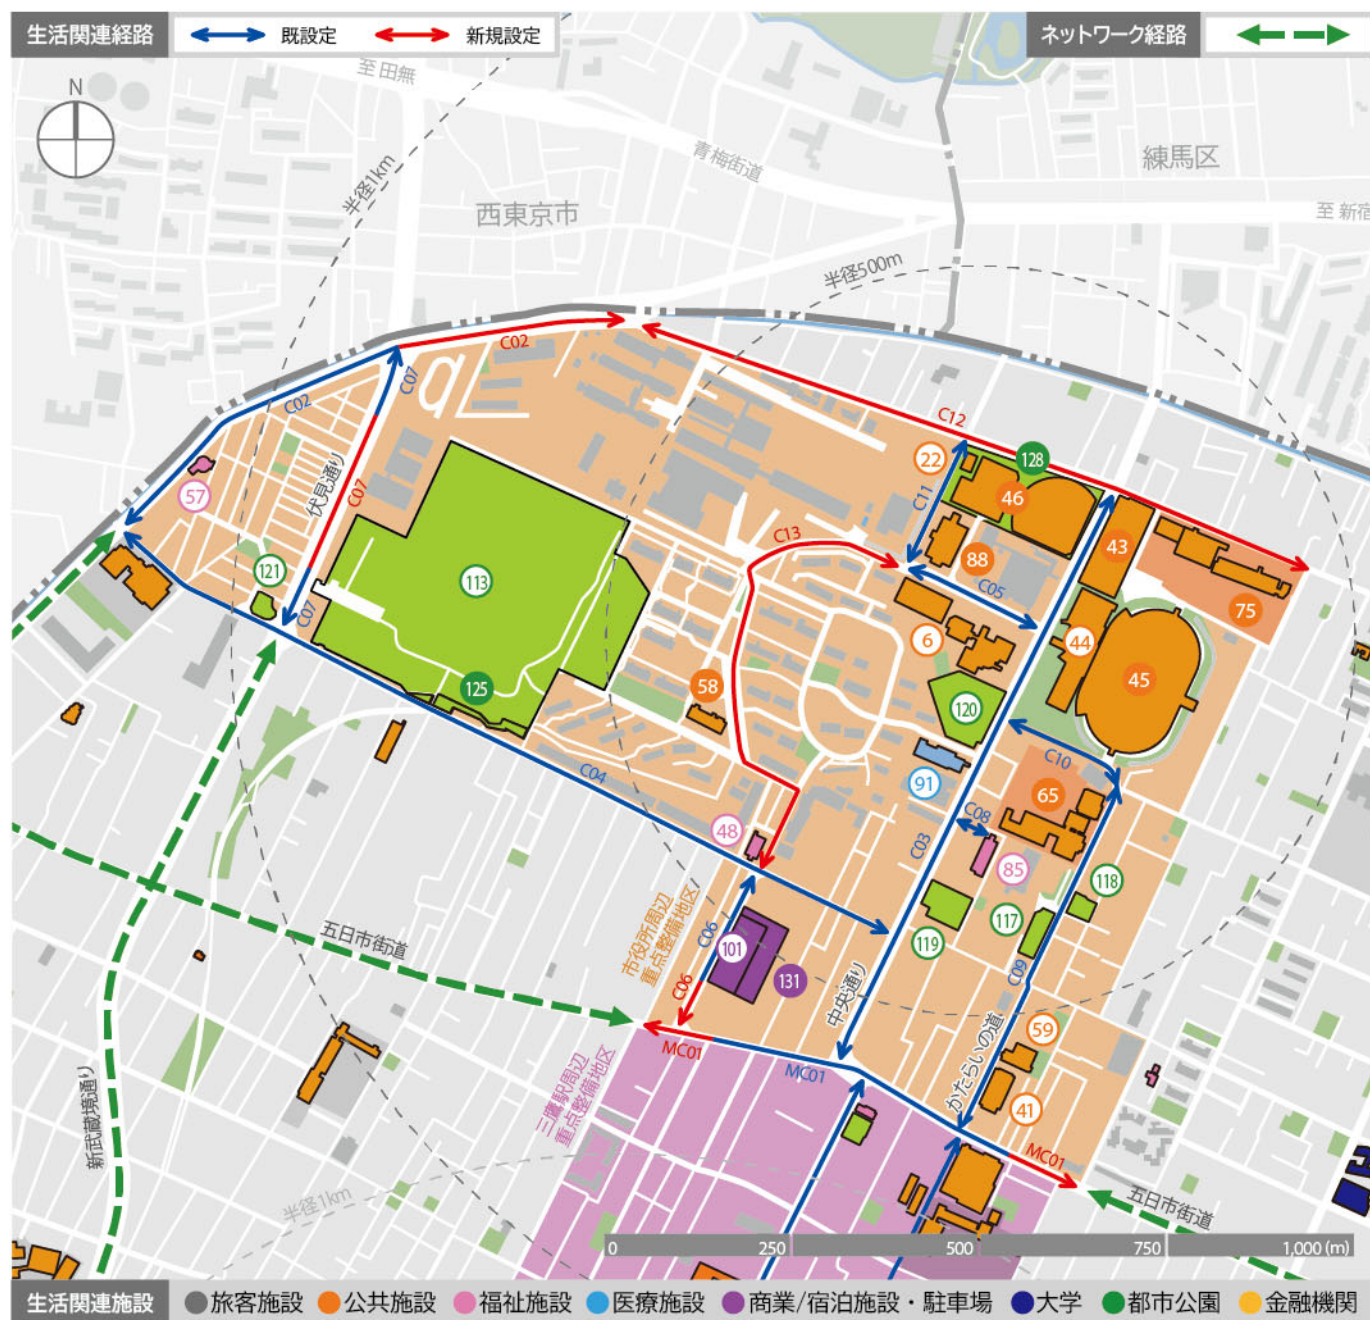 生活関連経路
既設定
新規設定
ネットワーク経路
N
至 田無
半径1km
青梅街道
練馬区
西東京市
至 新宿
半径500m
C02
C12
C07
C02
22
128
46
57
伏見通り
C07
C11
43
C13
88
121
113
C05
75
C07
6
44
58
45
125
120
C10
C04
91
65
48
C08
C03
85
118
117
119
市役所周辺
重点整備地区
C06
101
131
五日市街道
C09
C06
中央通り
59
MC01
MC01
かたらいの道
三鷹駅周辺
重点整備地区
新武蔵境通り
41
MC01
半径1km
五日市街道
0
250
500
750
1,000 (m)
生活関連施設
旅客施設
公共施設
福祉施設
医療施設
商業/宿泊施設・駐車場
大学
都市公園
金融機関